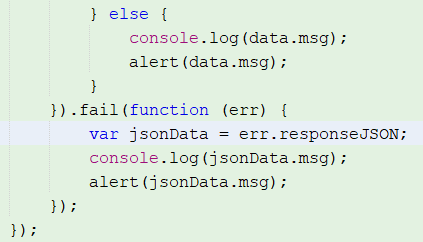 } else {
console.log(data.msg);
alert(data.msg);
}
}).fail(function (err) {
var jsonData = err.responseJSON;
console.log(jsonData.msg);
alert(jsonData.msg);
});
});